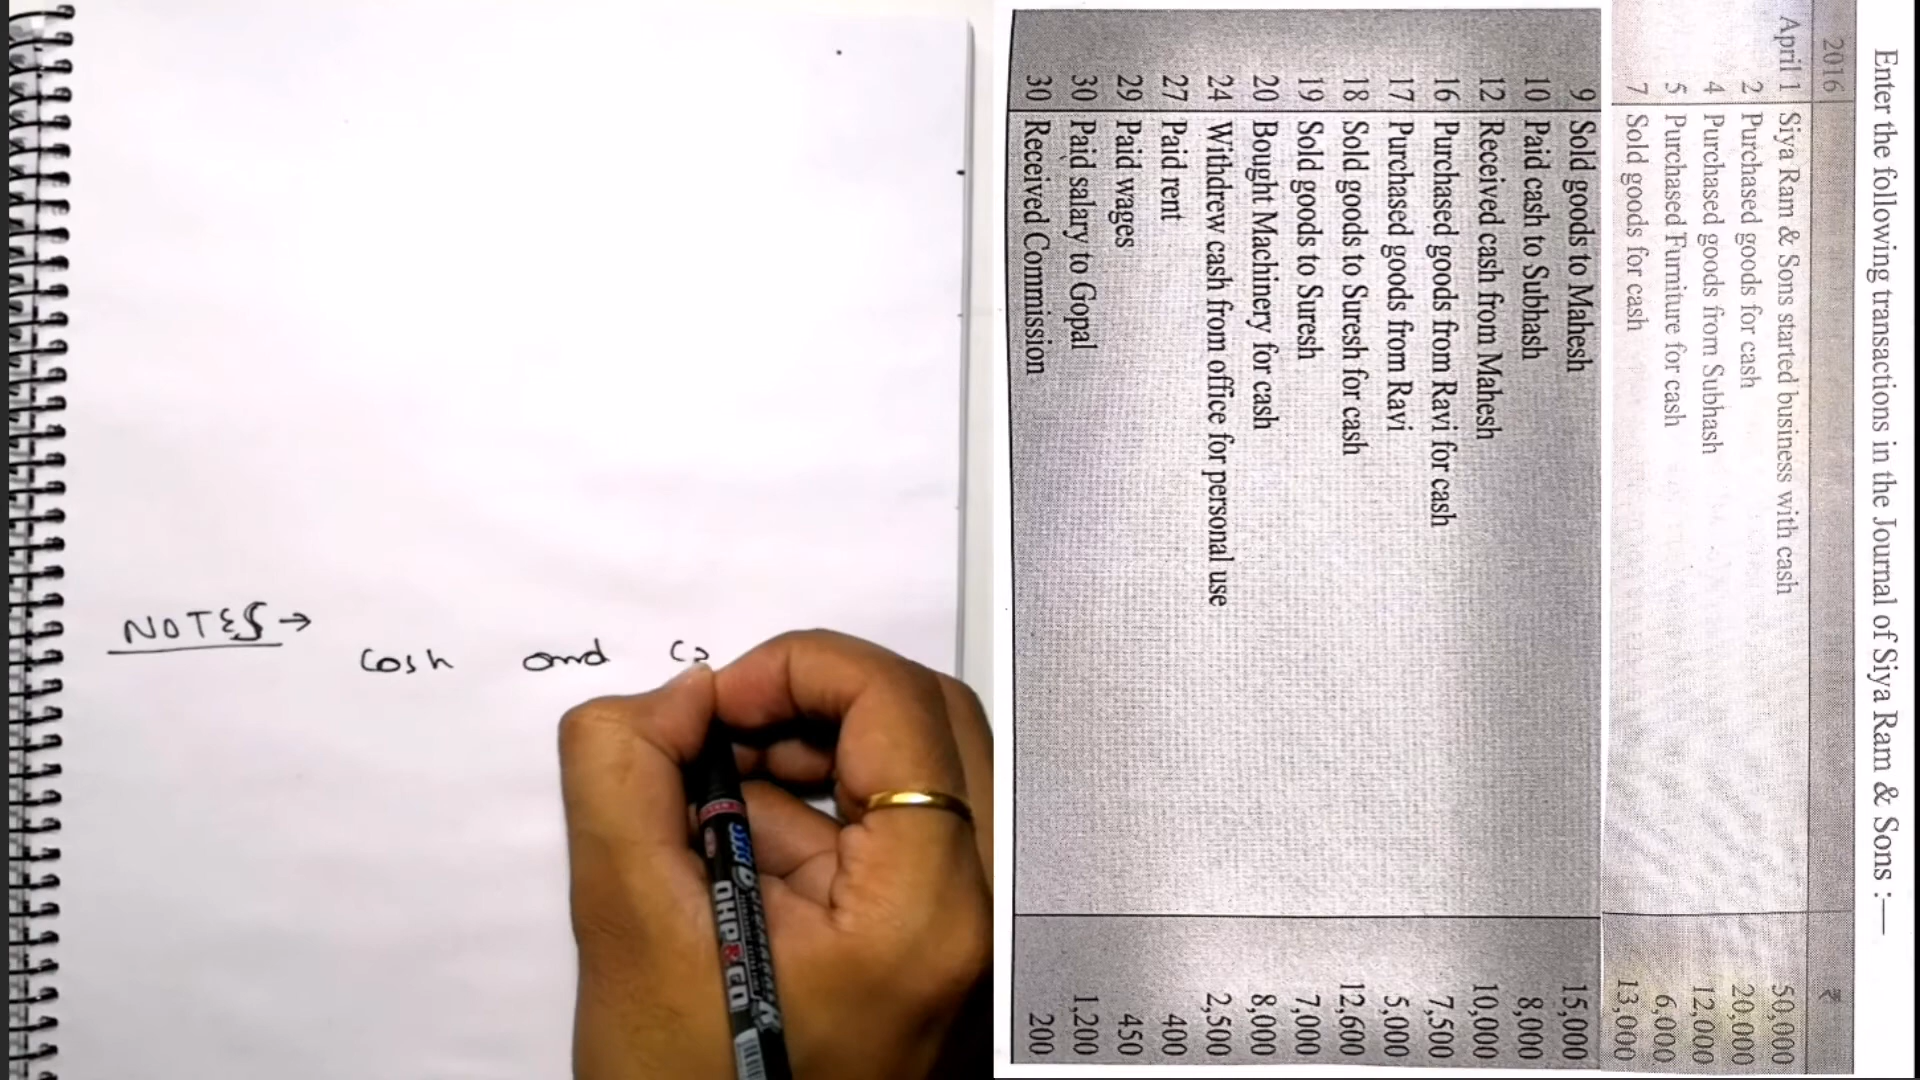 NOTES →
Cash and
OHP & CD
Enter the following transactions in the Journal of Siya Ram & Sons :—
2016 ₹
April 1 Siya Ram & Sons started business with cash 50,000
2 Purchased goods for cash 20,000
4 Purchased goods from Subhash 12,000
5 Purchased Furniture for cash 6,000
7 Sold goods for cash 13,000
9 Sold goods to Mahesh 15,000
10 Paid cash to Subhash 8,000
12 Received cash from Mahesh 10,000
16 Purchased goods from Ravi for cash 7,500
17 Purchased goods from Ravi 5,000
18 Sold goods to Suresh for cash 12,600
19 Sold goods to Suresh 7,000
20 Bought Machinery for cash 8,000
24 Withdrew cash from office for personal use 2,500
27 Paid rent 400
29 Paid wages 450
30 Paid salary to Gopal 1,200
30 Received Commission 200